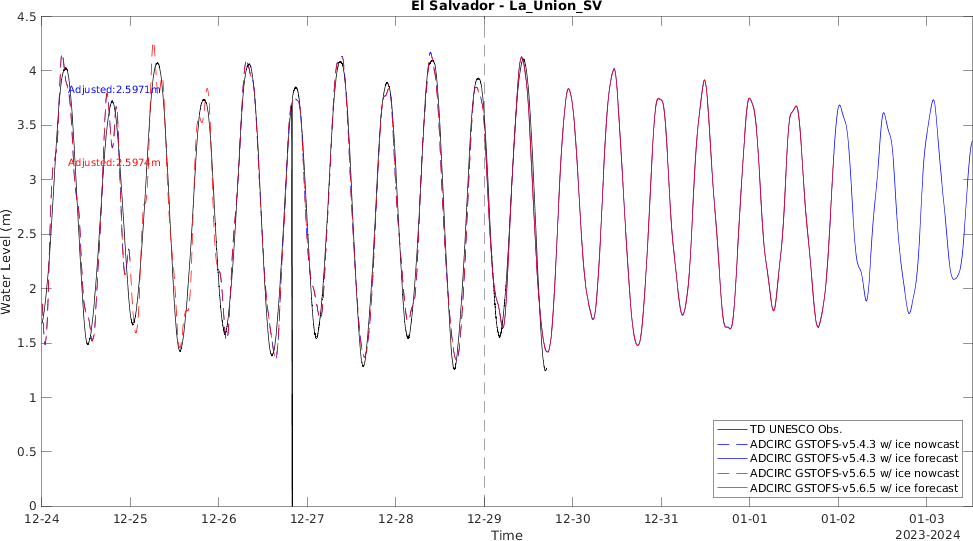 El Salvador - La_Union_SV
4.5
4
3.5
3
2.5
2
1.5
1
0.5
0
Water Level (m)
Adjusted:2.5971m
Adjusted:2.5974m
TD UNESCO Obs.
ADCIRC GSTOFS-v5.4.3 w/ ice nowcast
ADCIRC GSTOFS-v5.4.3 w/ ice forecast
ADCIRC GSTOFS-v5.6.5 w/ ice nowcast
ADCIRC GSTOFS-v5.6.5 w/ ice forecast
12-24 12-25 12-26 12-27 12-28 12-29 12-30 12-31 01-01 01-02 01-03
Time
2023-2024